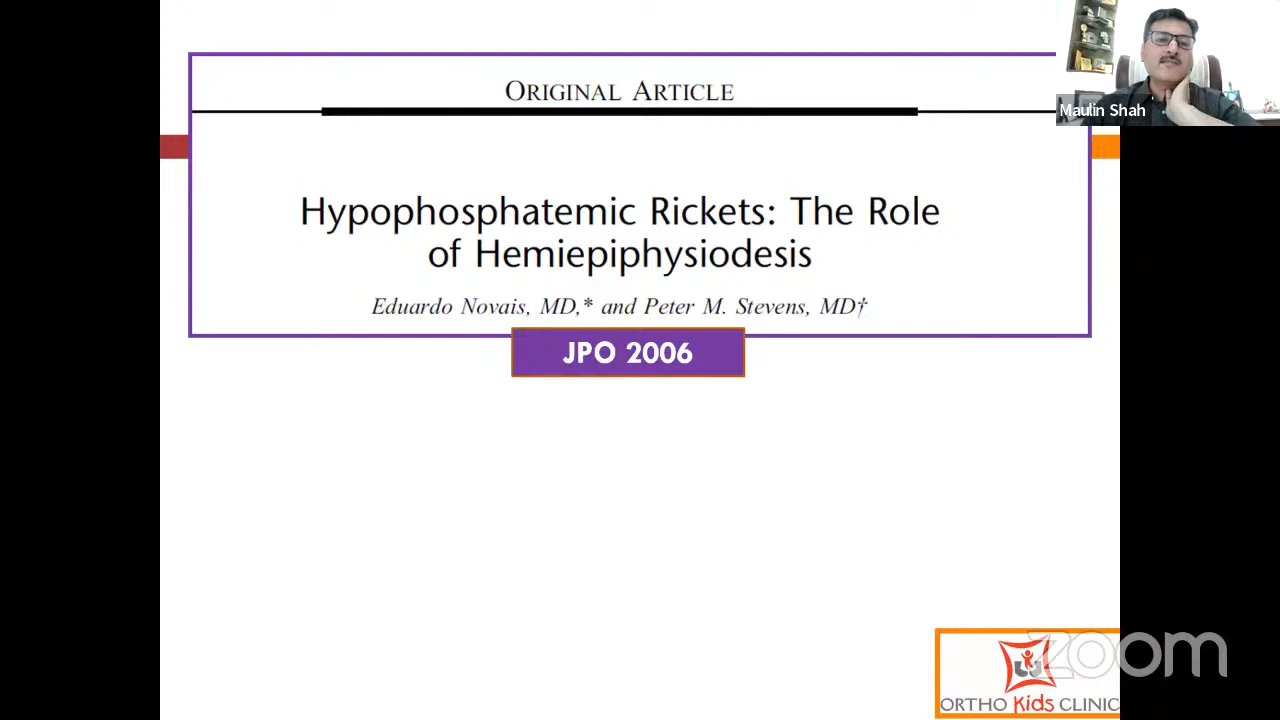 ORIGINAL ARTICLE
Maulin Shah
Hypophosphatemic Rickets: The Role
of Hemiepiphysiodesis
Eduardo Novais, MD,* and Peter M. Stevens, MD†
JPO 2006
zoom
ORTHO Kids CLINIC